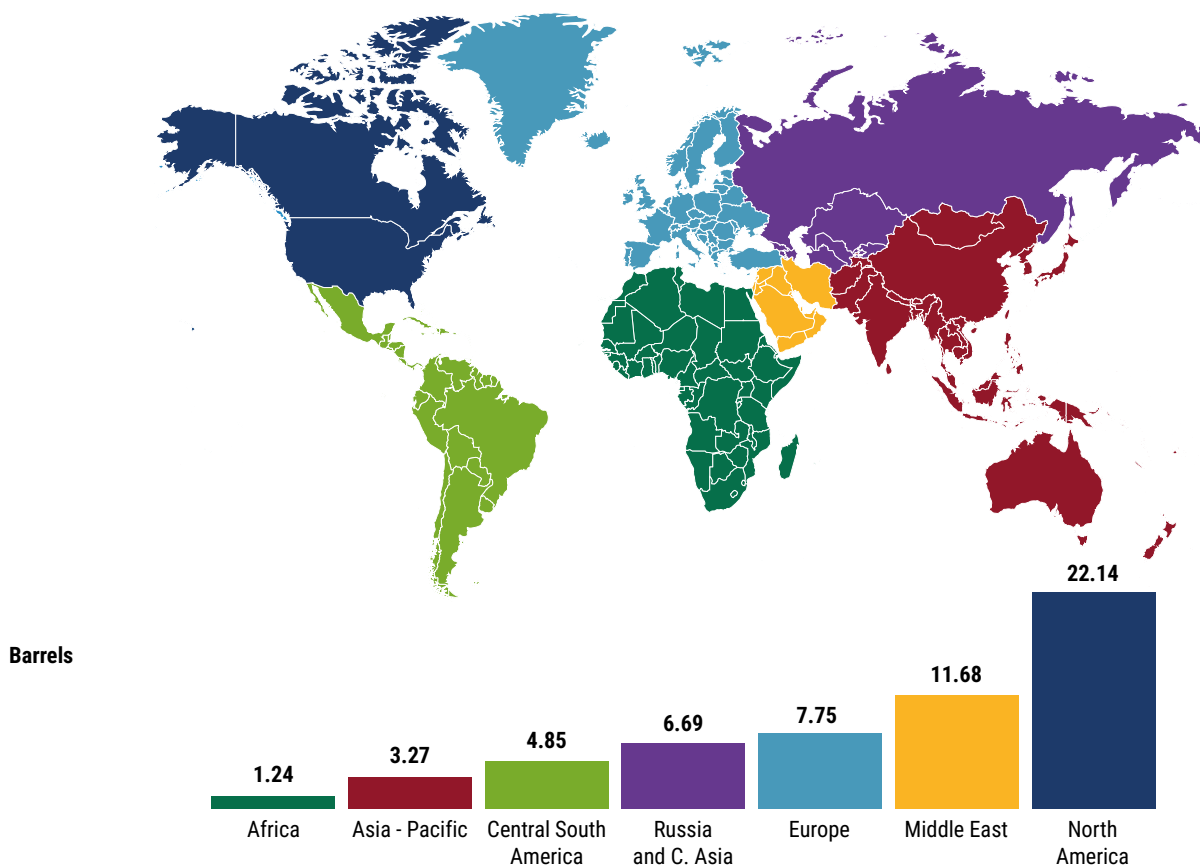 22.14
Barrels
11.68
7.75
6.69
4.85
3.27
1.24
Africa
Asia - Pacific
Central South
America
Russia
and C. Asia
Europe
Middle East
North
America